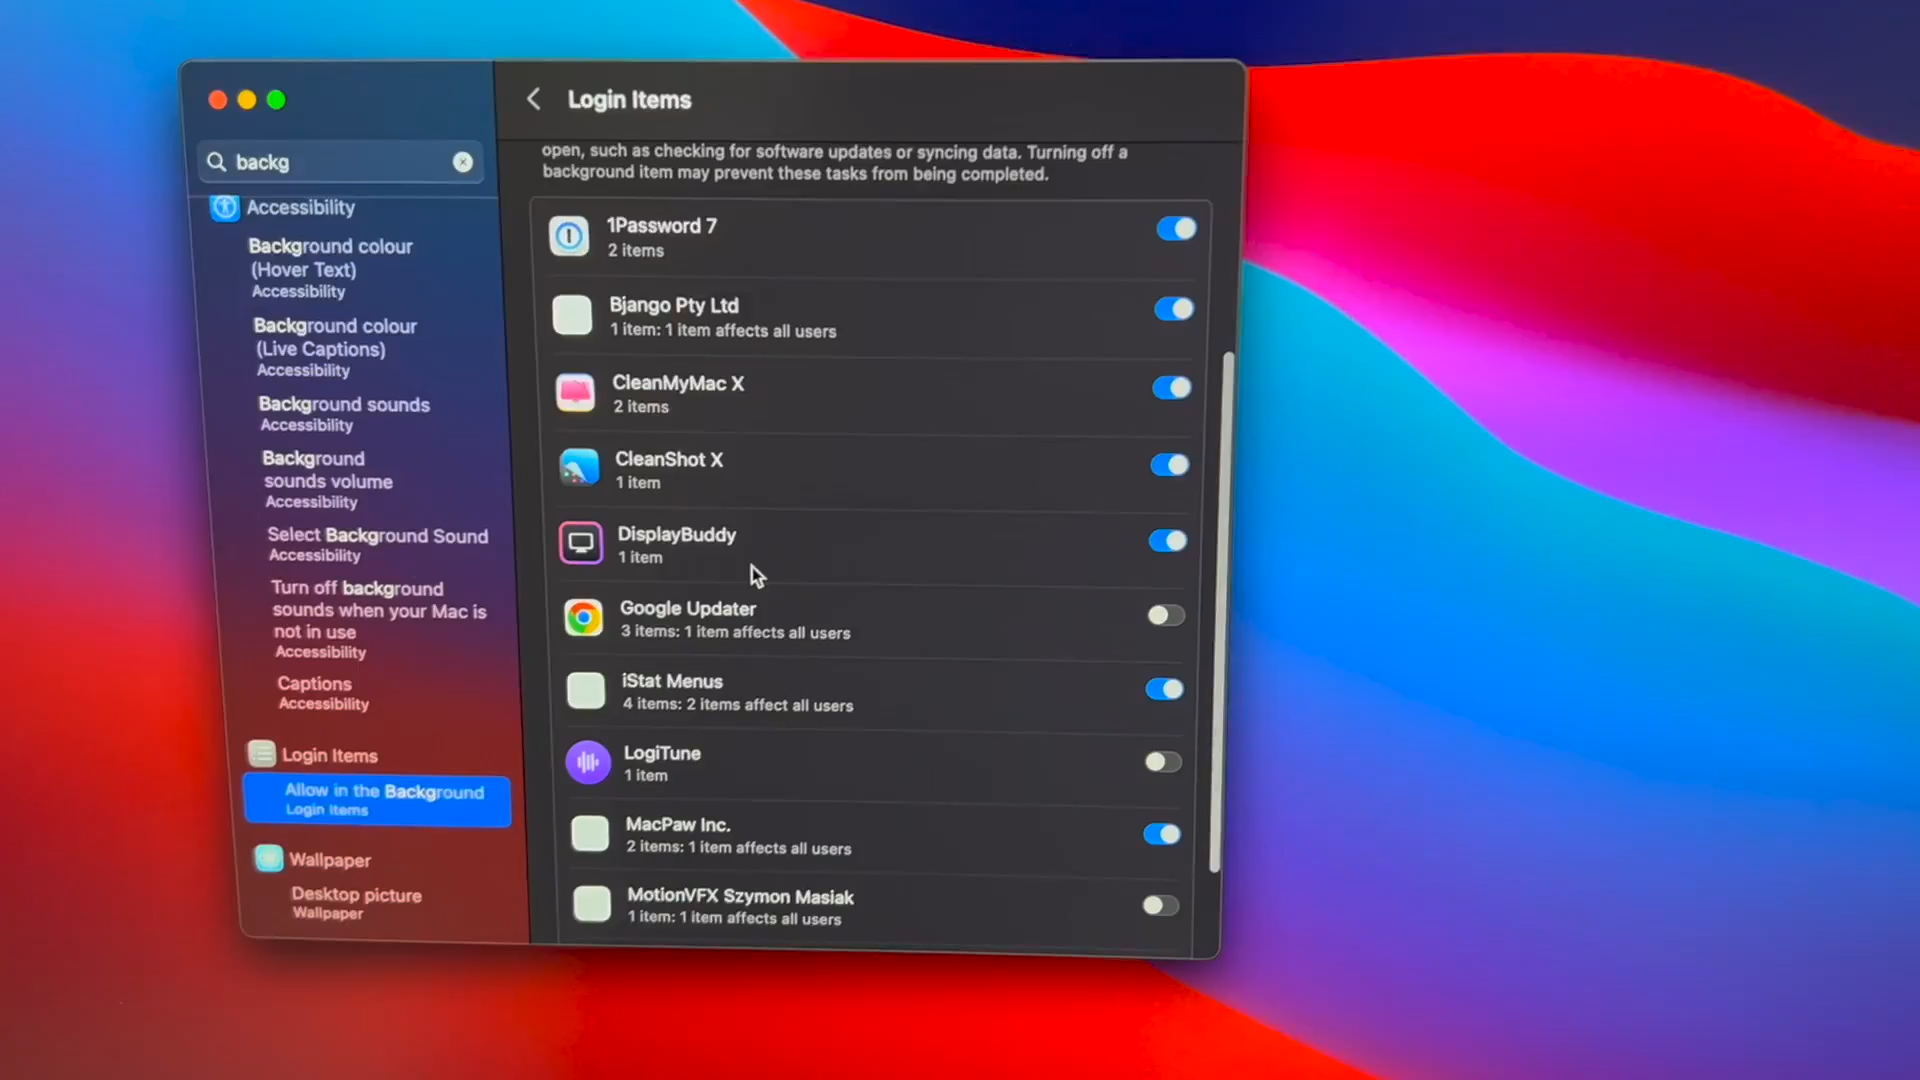 backg
Accessibility
Background colour
(Hover Text)
Accessibility
Background colour
(Live Captions)
Accessibility
Background sounds
Accessibility
Background
sounds volume
Accessibility
Select Background Sound
Accessibility
Turn off background
sounds when your Mac is
not in use
Accessibility
Captions
Accessibility
Login Items
Allow in the Background
Login Items
Wallpaper
Desktop picture
Wallpaper
Login Items
open, such as checking for software updates or syncing data. Turning off a
background item may prevent these tasks from being completed.
1Password 7
2 items
Bjango Pty Ltd
1 item: 1 item affects all users
CleanMyMac X
2 items
CleanShot X
1 item
DisplayBuddy
1 item
Google Updater
3 items: 1 item affects all users
iStat Menus
4 items: 2 items affect all users
LogiTune
1 item
MacPaw Inc.
2 items: 1 item affects all users
MotionVFX Szymon Masiak
1 item: 1 item affects all users